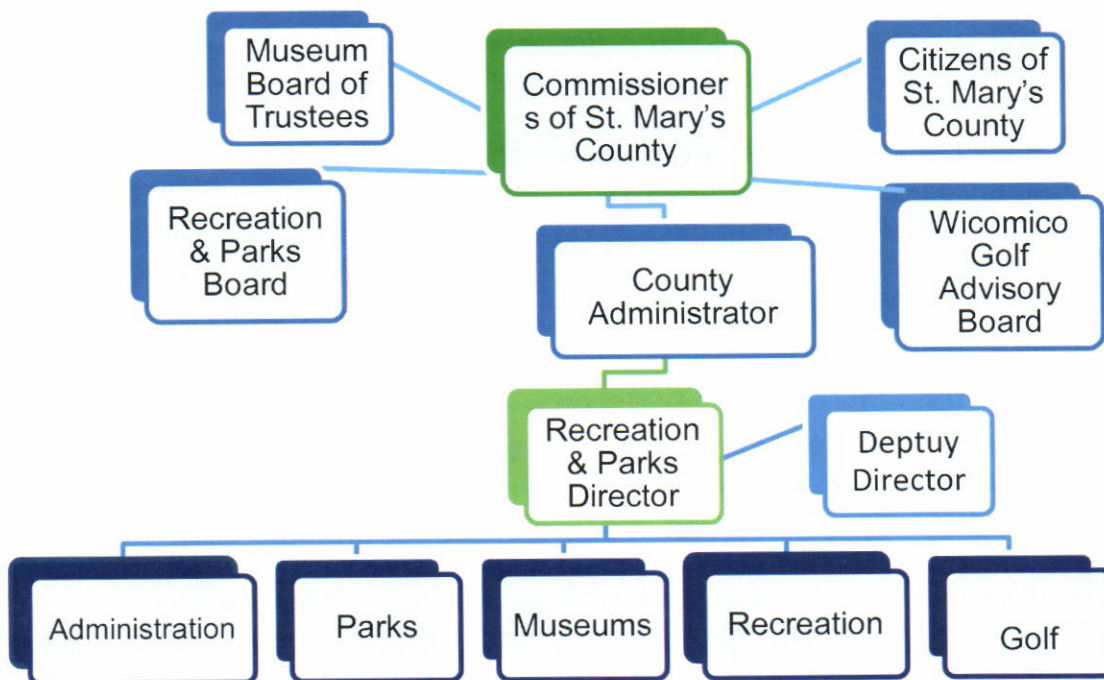 Museum
Board of
Trustees
Commissioner
s of St. Mary's
County
Citizens of
St. Mary's
County
Recreation
& Parks
Board
Wicomico
Golf
Advisory
Board
County
Administrator
Recreation
& Parks
Director
Deptuy
Director
Administration
Parks
Museums
Recreation
Golf